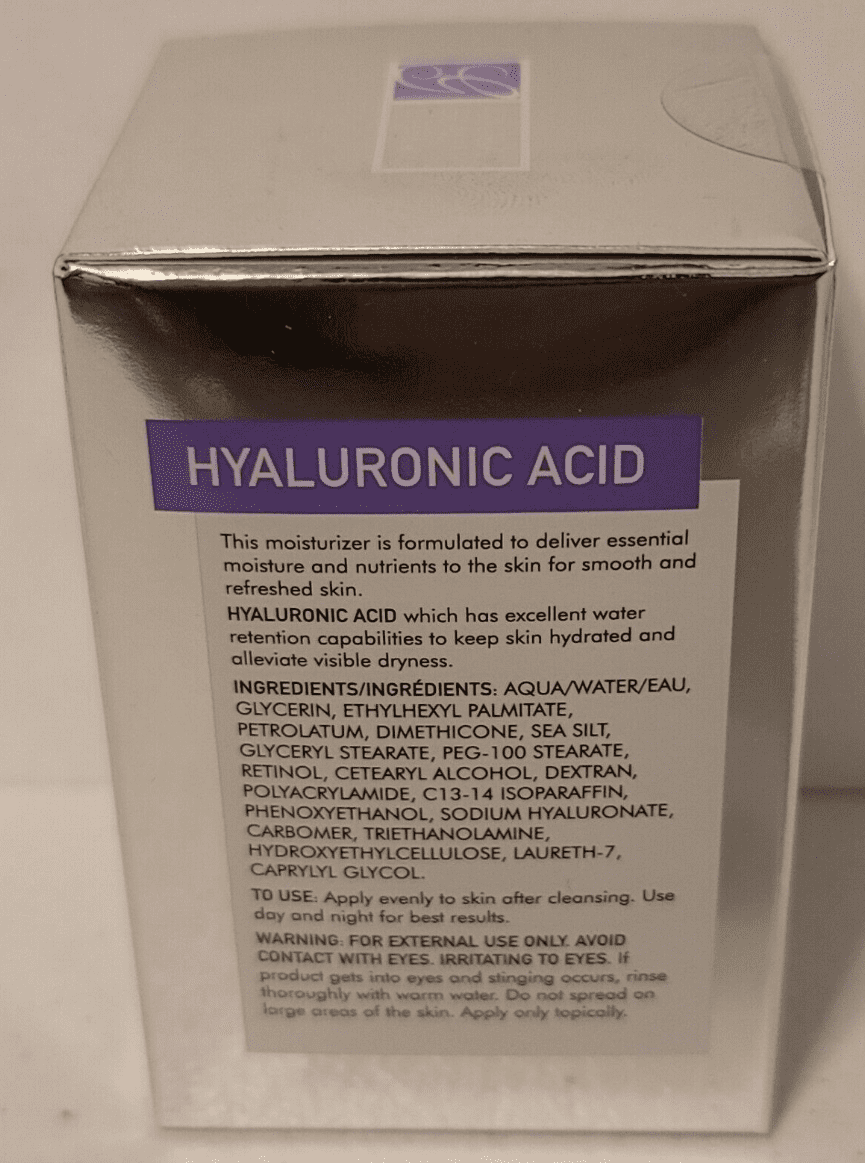 HYALURONIC ACID
This moisturizer is formulated to deliver essential
moisture and nutrients to the skin for smooth and
refreshed skin.
HYALURONIC ACID which has excellent water
retention capabilities to keep skin hydrated and
alleviate visible dryness.
INGREDIENTS/INGRÉDIENTS: AQUA/WATER/EAU,
GLYCERIN, ETHYLHEXYL PALMITATE,
PETROLATUM, DIMETHICONE, SEA SILT,
GLYCERYL STEARATE, PEG-100 STEARATE,
RETINOL, CETEARYL ALCOHOL, DEXTRAN,
POLYACRYLAMIDE, C13-14 ISOPARAFFIN,
PHENOXYETHANOL, SODIUM HYALURONATE,
CARBOMER, TRIETHANOLAMINE,
HYDROXYETHYLCELLULOSE, LAURETH-7,
CAPRYLYL GLYCOL.
TO USE: Apply evenly to skin after cleansing. Use
day and night for best results.
WARNING: FOR EXTERNAL USE ONLY. AVOID
CONTACT WITH EYES. IRRITATING TO EYES. If
product gets into eyes and stinging occurs, rinse
thoroughly with warm water. Do not spread on
large areas of the skin. Apply only topically.